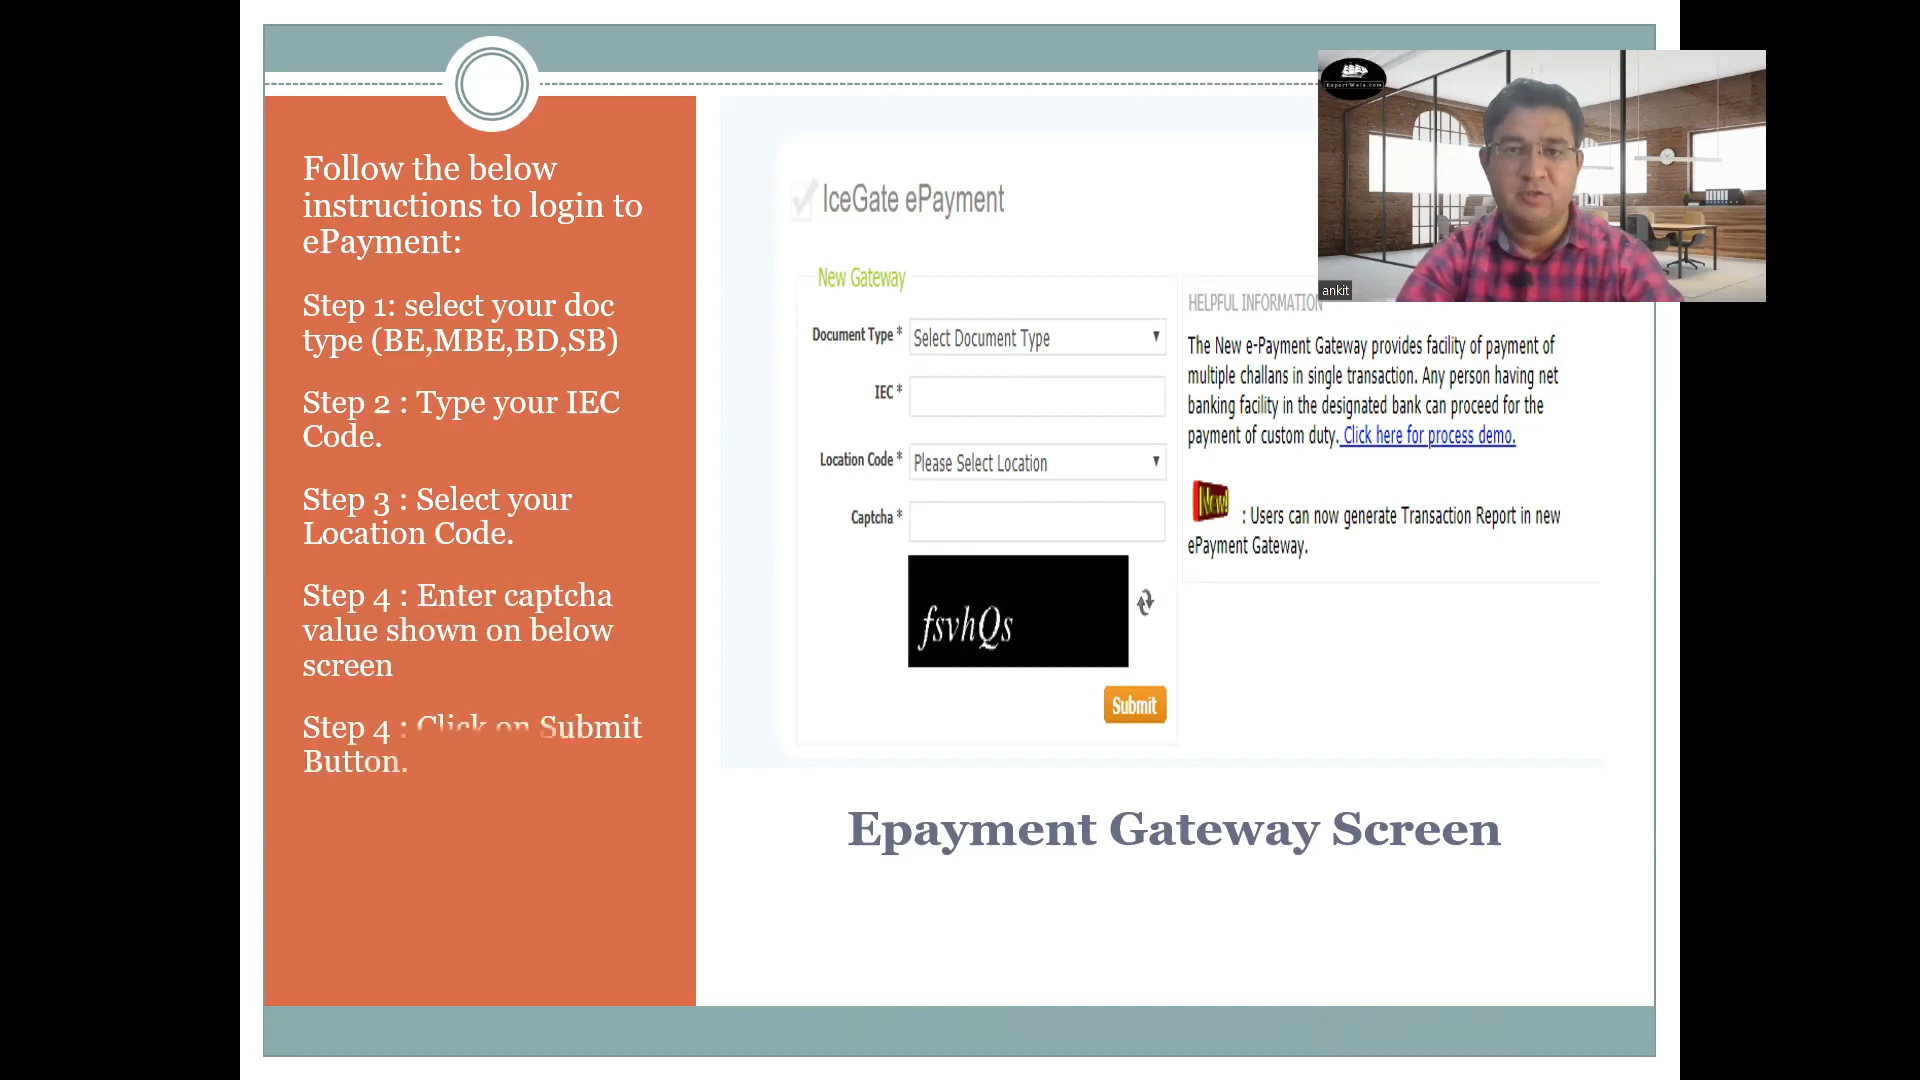 Follow the below
instructions to login to
ePayment:
Step 1: select your doc
type (BE,MBE,BD,SB)
Step 2 : Type your IEC
Code.
Step 3 : Select your
Location Code.
Step 4 : Enter captcha
value shown on below
screen
Step 4 : Click on Submit
Button.
IceGate ePayment
New Gateway
Document Type *
Select Document Type
IEC *
Location Code *
Please Select Location
Captcha *
fsvhQs
Submit
HELPFUL INFORMATION
The New e-Payment Gateway provides facility of payment of
multiple challans in single transaction. Any person having net
banking facility in the designated bank can proceed for the
payment of custom duty. Click here for process demo.
New!
: Users can now generate Transaction Report in new
ePayment Gateway.
Epayment Gateway Screen
ExportWala.com
ankit